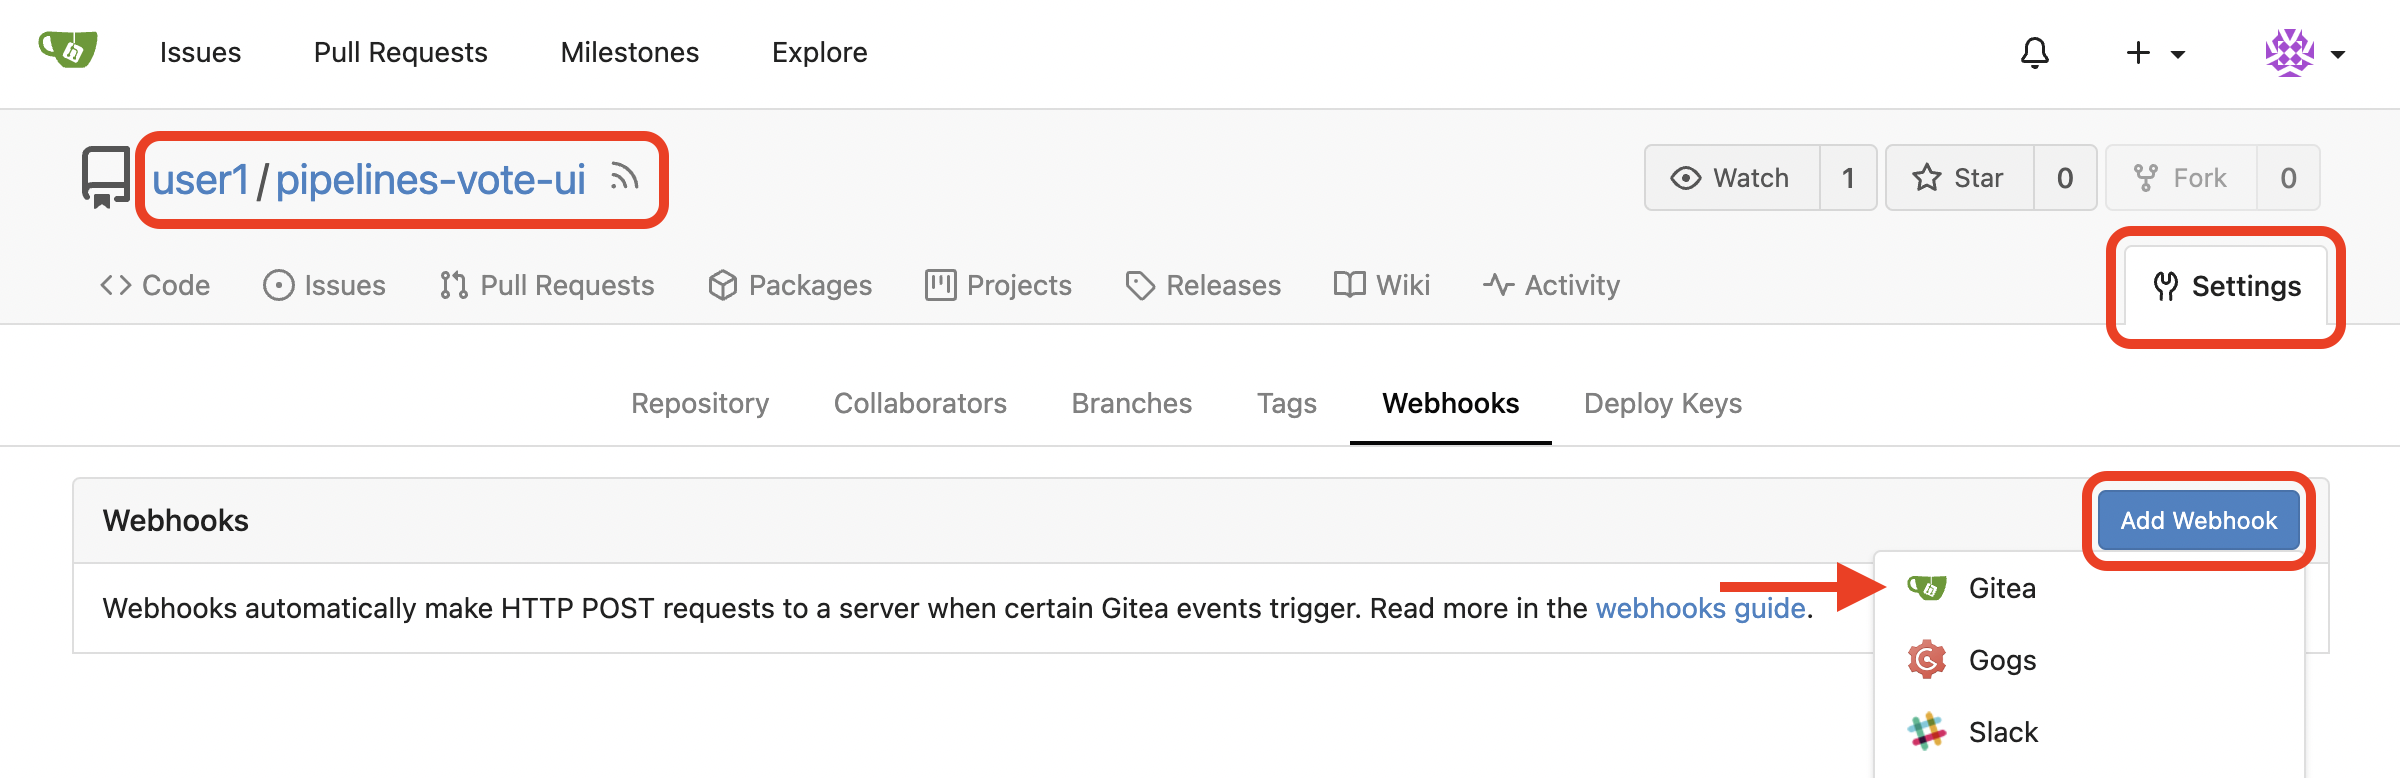 Issues Pull Requests Milestones Explore
user1/pipelines-vote-ui Watch 1 Star 0 Fork 0
Code Issues Pull Requests Packages Projects Releases Wiki Activity Settings
Repository Collaborators Branches Tags Webhooks Deploy Keys
Webhooks Add Webhook
Webhooks automatically make HTTP POST requests to a server when certain Gitea events trigger. Read more in the webhooks guide.
Gitea
Gogs
Slack